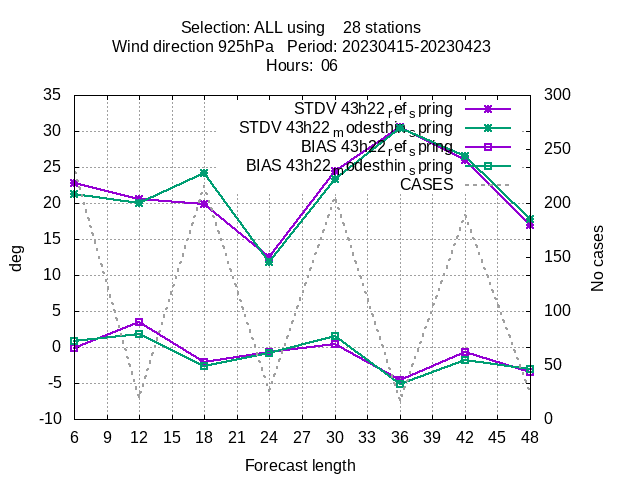 Selection: ALL using    28 stations
Wind direction 925hPa   Period: 20230415-20230423
Hours:  06
STDV 43h22_ref_spring
STDV 43h22_modesthin_spring
BIAS 43h22_ref_spring
BIAS 43h22_modesthin_spring
CASES
deg
35
30
25
20
15
10
5
0
-5
-10
No cases
300
250
200
150
100
50
0
6 12 15 18 21 24 27 30 33 36 39 42 45 48
Forecast length